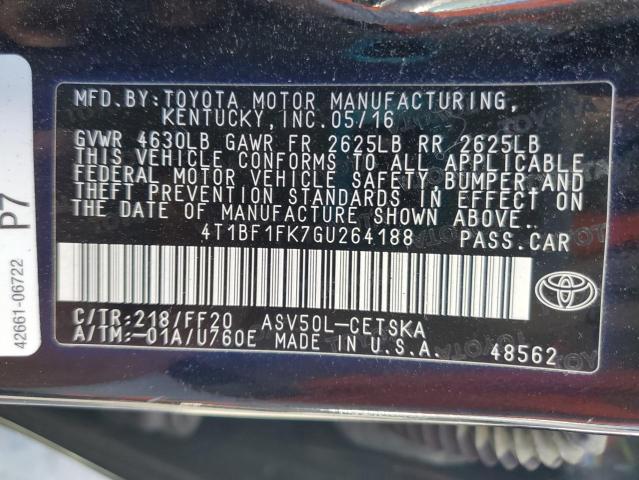 MFD.BY:TOYOTA MOTOR MANUFACTURING,
KENTUCKY, INC. 05/16
GVWR 4630LB GAWR FR 2625LB RR 2625LB
THIS VEHICLE CONFORMS TO ALL APPLICABLE
FEDERAL MOTOR VEHICLE SAFETY, BUMPER, AND
THEFT PREVENTION STANDARDS IN EFFECT ON
THE DATE OF MANUFACTURE SHOWN ABOVE.
4T1BF1FK7GU264188 PASS.CAR
C/TR:218/FF20 ASV50L-CETSKA
A/TM:-01A/U760E MADE IN U.S.A. 48562
P7
42661-06722